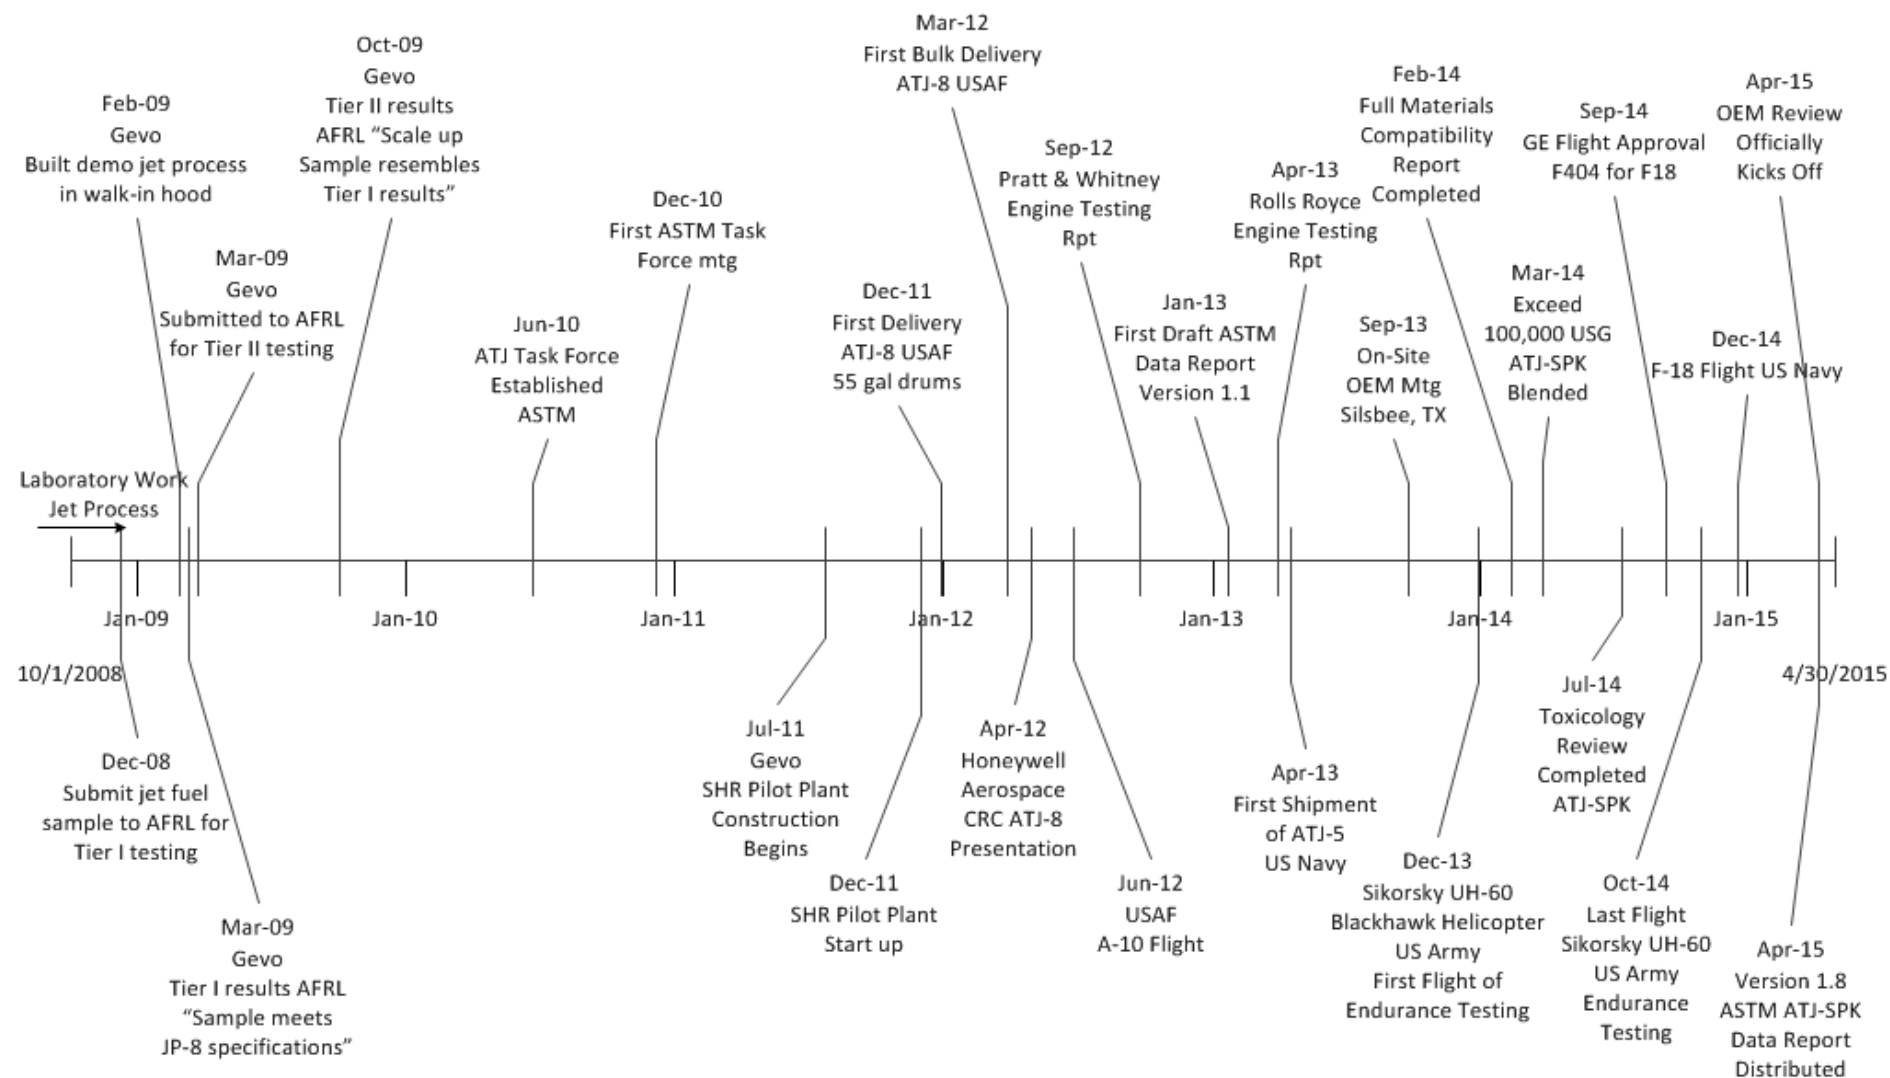 Mar-12
First Bulk Delivery
ATJ-8 USAF
Oct-09
Gevo
Tier II results
AFRL “Scale up
Sample resembles
Tier I results”
Feb-09
Gevo
Built demo jet process
in walk-in hood
Mar-09
Gevo
Submitted to AFRL
for Tier II testing
Jun-10
ATJ Task Force
Established
ASTM
Dec-10
First ASTM Task
Force mtg
Dec-11
First Delivery
ATJ-8 USAF
55 gal drums
Sep-12
Pratt & Whitney
Engine Testing
Rpt
Jan-13
First Draft ASTM
Data Report
Version 1.1
Apr-13
Rolls Royce
Engine Testing
Rpt
Sep-13
On-Site
OEM Mtg
Silsbee, TX
Feb-14
Full Materials
Compatibility
Report
Completed
Mar-14
Exceed
100,000 USG
ATJ-SPK
Blended
Sep-14
GE Flight Approval
F404 for F18
Dec-14
F-18 Flight US Navy
Apr-15
OEM Review
Officially
Kicks Off
Laboratory Work
Jet Process
Jan-09
Jan-10
Jan-11
Jan-12
Jan-13
Jan-14
Jan-15
10/1/2008
4/30/2015
Dec-08
Submit jet fuel
sample to AFRL for
Tier I testing
Mar-09
Gevo
Tier I results AFRL
“Sample meets
JP-8 specifications”
Jul-11
Gevo
SHR Pilot Plant
Construction
Begins
Dec-11
SHR Pilot Plant
Start up
Apr-12
Honeywell
Aerospace
CRC ATJ-8
Presentation
Jun-12
USAF
A-10 Flight
Apr-13
First Shipment
of ATJ-5
US Navy
Dec-13
Sikorsky UH-60
Blackhawk Helicopter
US Army
First Flight of
Endurance Testing
Jul-14
Toxicology
Review
Completed
ATJ-SPK
Oct-14
Last Flight
Sikorsky UH-60
US Army
Endurance
Testing
Apr-15
Version 1.8
ASTM ATJ-SPK
Data Report
Distributed